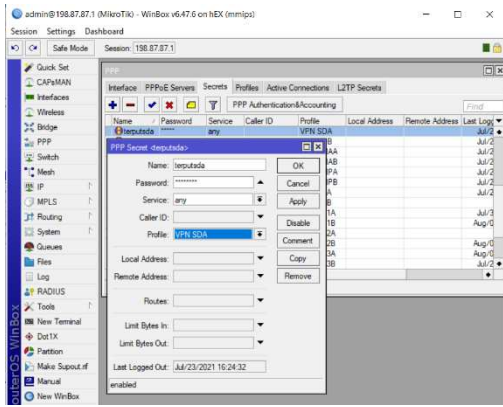 admin@198.87.87.1 (MikroTik) - WinBox v6.47.6 on hEX (mmips)
Session Settings Dashboard
Safe Mode Session: 198.87.87.1
Quick Set
CAPsMAN
Interfaces
Wireless
Bridge
PPP
Switch
Mesh
IP
MPLS
Routing
System
Queues
Files
Log
RADIUS
Tools
New Terminal
Dot1X
Partition
Make Supout.rif
Manual
New WinBox
RouterOS WinBox
PPP
Interface PPPoE Servers Secrets Profiles Active Connections L2TP Secrets
PPP Authentication&Accounting Find
Name / Password Service Caller ID Profile Local Address Remote Address Last Logg
terputsda ***** any VPN SDA Jul/2
PPP Secret <terputsda>
Name: terputsda OK
Password: ******** Cancel
Service: any Apply
Caller ID: Disable
Profile: VPN SDA Comment
Local Address: Copy
Remote Address: Remove
Routes:
Limit Bytes In:
Limit Bytes Out:
Last Logged Out: Jul/23/2021 16:24:32
enabled